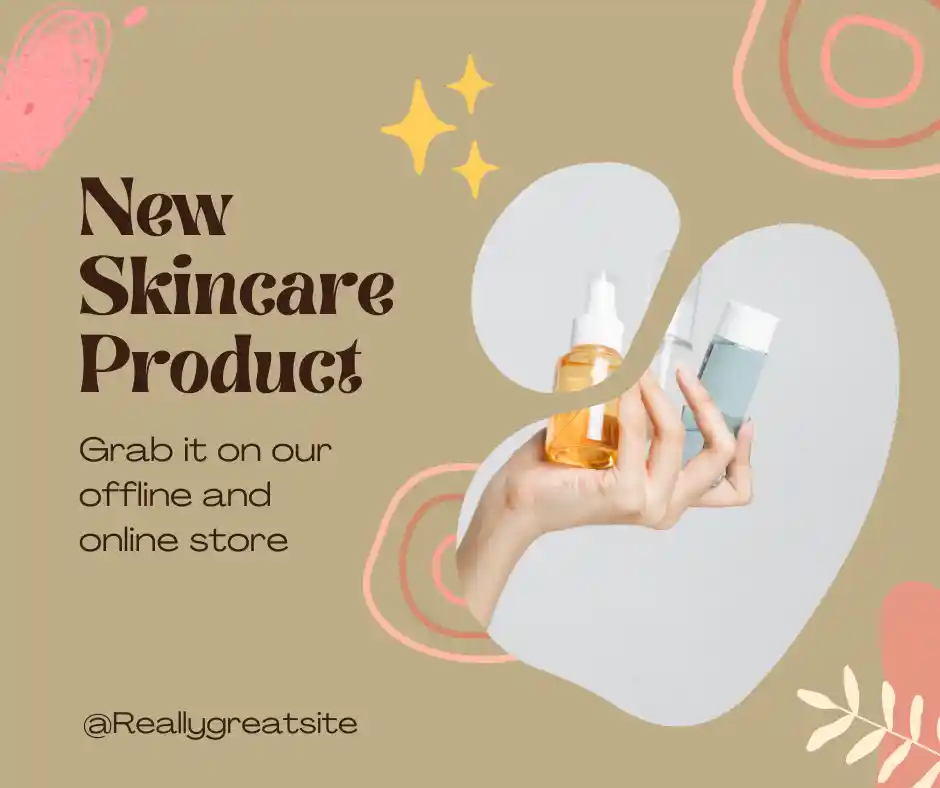 New
Skincare
Product
Grab it on our
offline and
online store
@Reallygreatsite